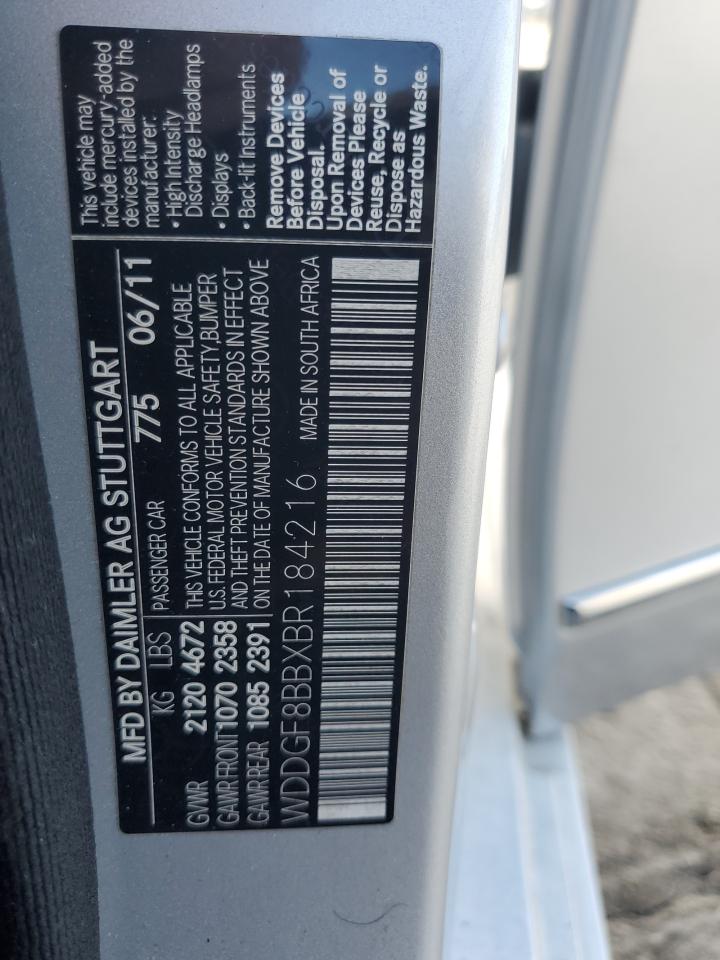 MFD BY DAIMLER AG STUTTGART
775 06/11
KG LBS PASSENGER CAR
GVWR 2120 4672
GAWR FRONT 1070 2358
GAWR REAR 1085 2391
THIS VEHICLE CONFORMS TO ALL APPLICABLE
U.S. FEDERAL MOTOR VEHICLE SAFETY, BUMPER
AND THEFT PREVENTION STANDARDS IN EFFECT
ON THE DATE OF MANUFACTURE SHOWN ABOVE
WDDGF8BBXBR184216 MADE IN SOUTH AFRICA
This vehicle may
include mercury-added
devices installed by the
manufacturer:
• High Intensity
Discharge Headlamps
• Displays
• Back-lit Instruments
Remove Devices
Before Vehicle
Disposal.
Upon Removal of
Devices Please
Reuse, Recycle or
Dispose as
Hazardous Waste.